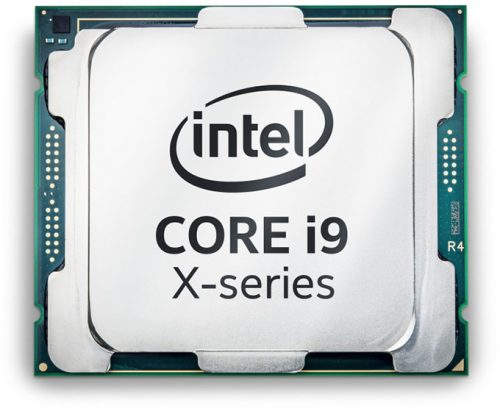 intel
CORE i9
X-series
R4